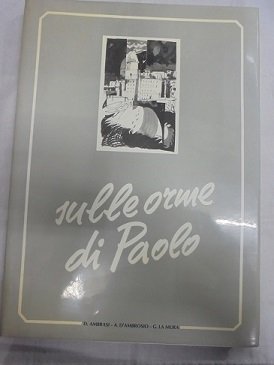 sulle orme
di Paolo
D. AMBRASI - A. D'AMBROSIO - G. LA MURA